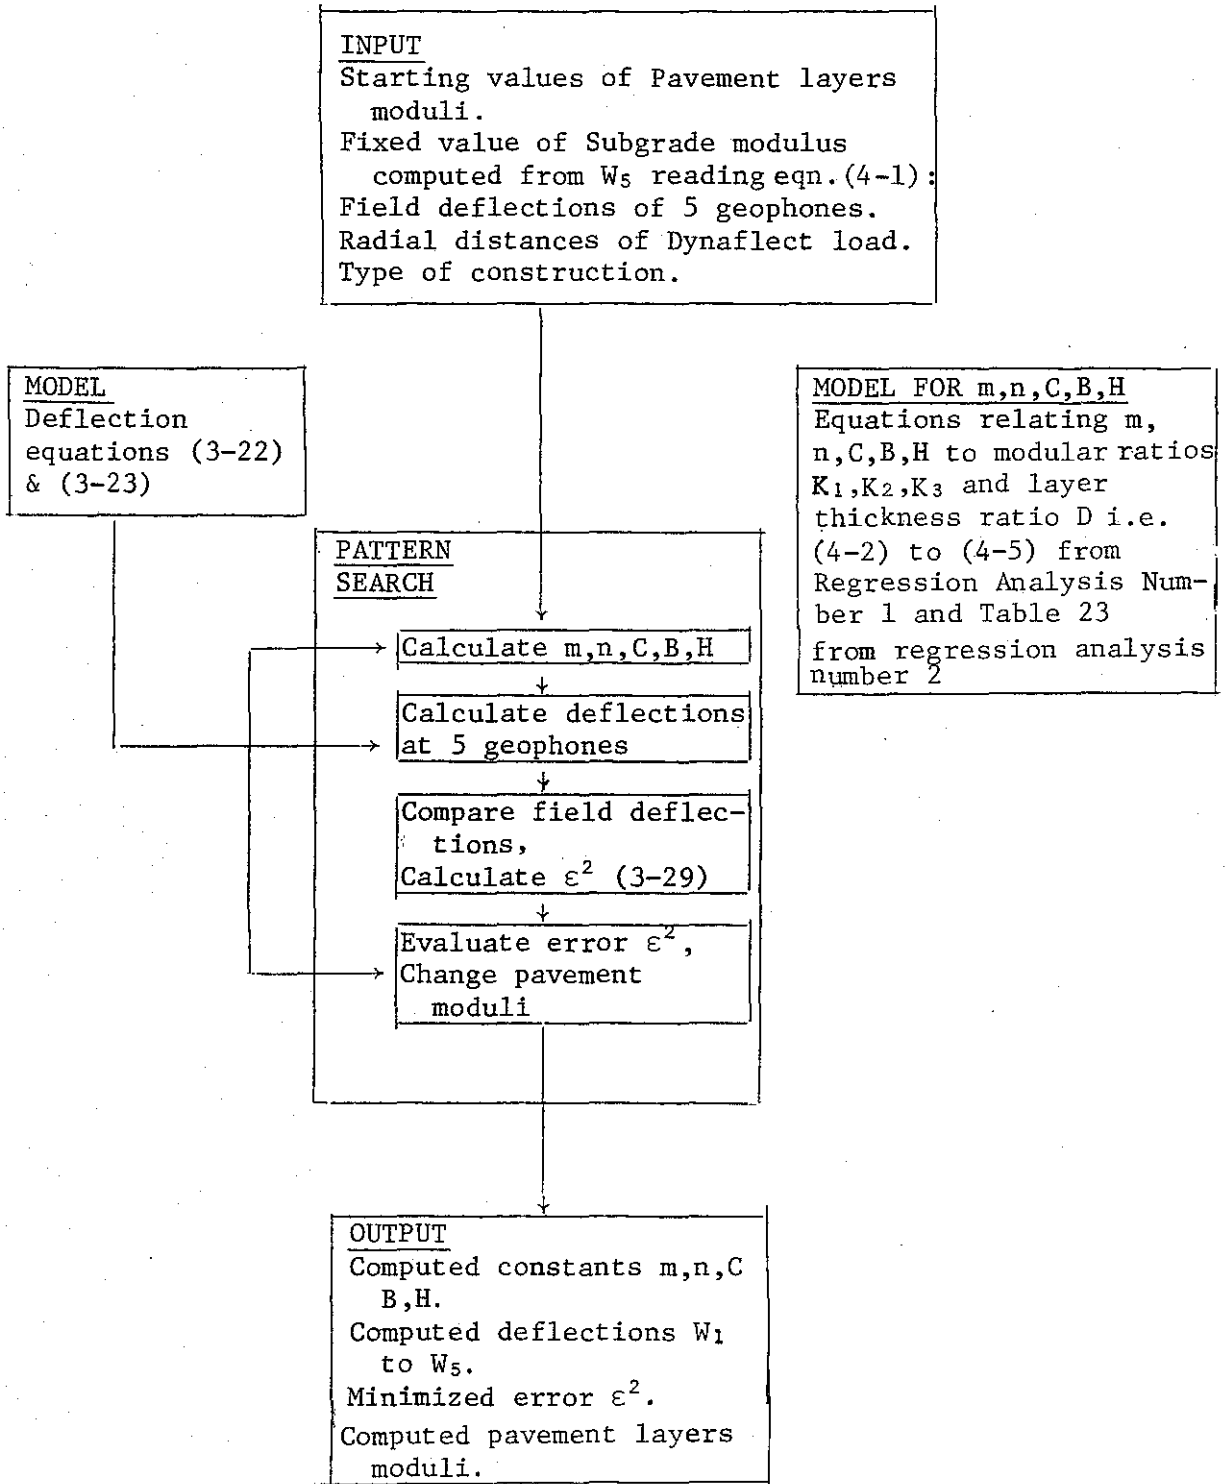 INPUT
Starting values of Pavement layers
moduli.
Fixed value of Subgrade modulus
computed from W5 reading eqn.(4-1):
Field deflections of 5 geophones.
Radial distances of Dynaflect load.
Type of construction.
MODEL
Deflection
equations (3-22)
& (3-23)
MODEL FOR m,n,C,B,H
Equations relating m,
n,C,B,H to modular ratios
K1,K2,K3 and layer
thickness ratio D i.e.
(4-2) to (4-5) from
Regression Analysis Num-
ber 1 and Table 23
from regression analysis
number 2
PATTERN
SEARCH
Calculate m,n,C,B,H
Calculate deflections
at 5 geophones
Compare field deflec-
tions,
Calculate ε² (3-29)
Evaluate error ε²,
Change pavement
moduli
OUTPUT
Computed constants m,n,C
B,H.
Computed deflections W1
to W5.
Minimized error ε².
Computed pavement layers
moduli.